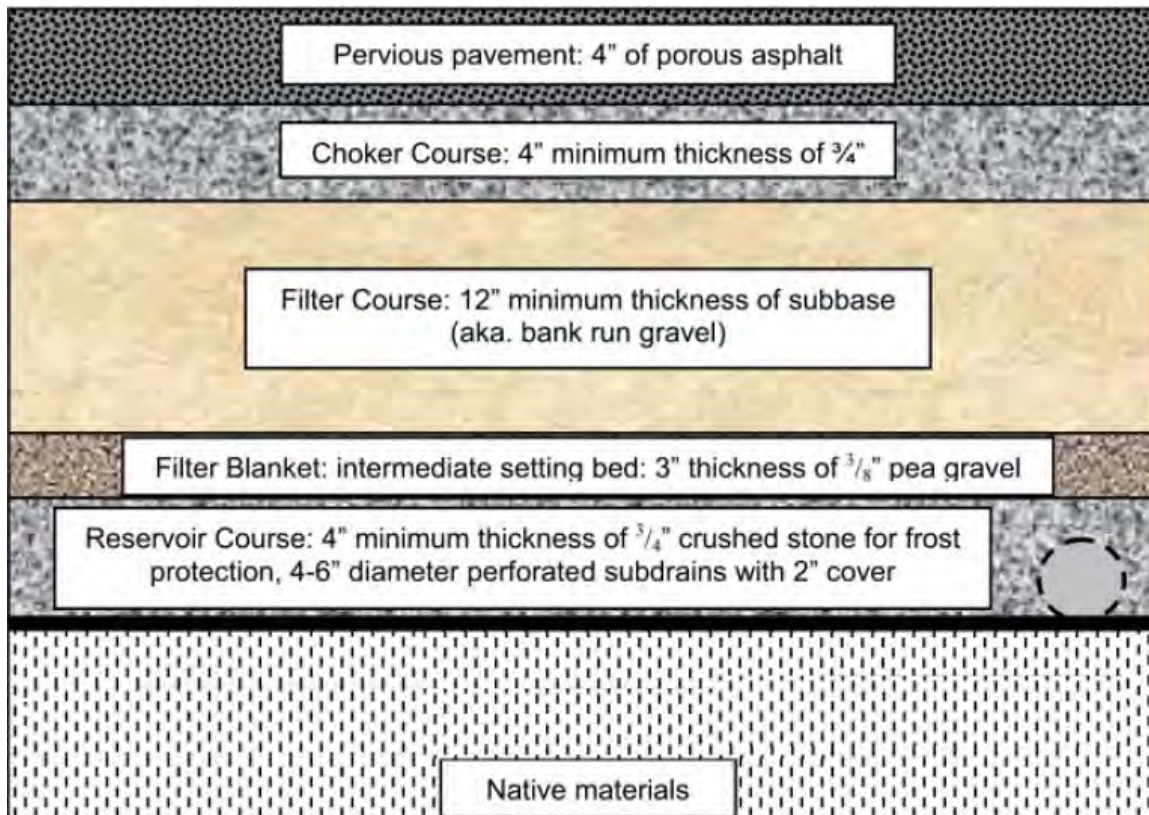 Pervious pavement: 4” of porous asphalt
Choker Course: 4” minimum thickness of ¾”
Filter Course: 12” minimum thickness of subbase
(aka. bank run gravel)
Filter Blanket: intermediate setting bed: 3” thickness of 3/8” pea gravel
Reservoir Course: 4” minimum thickness of 3/4” crushed stone for frost
protection, 4-6” diameter perforated subdrains with 2” cover
Native materials